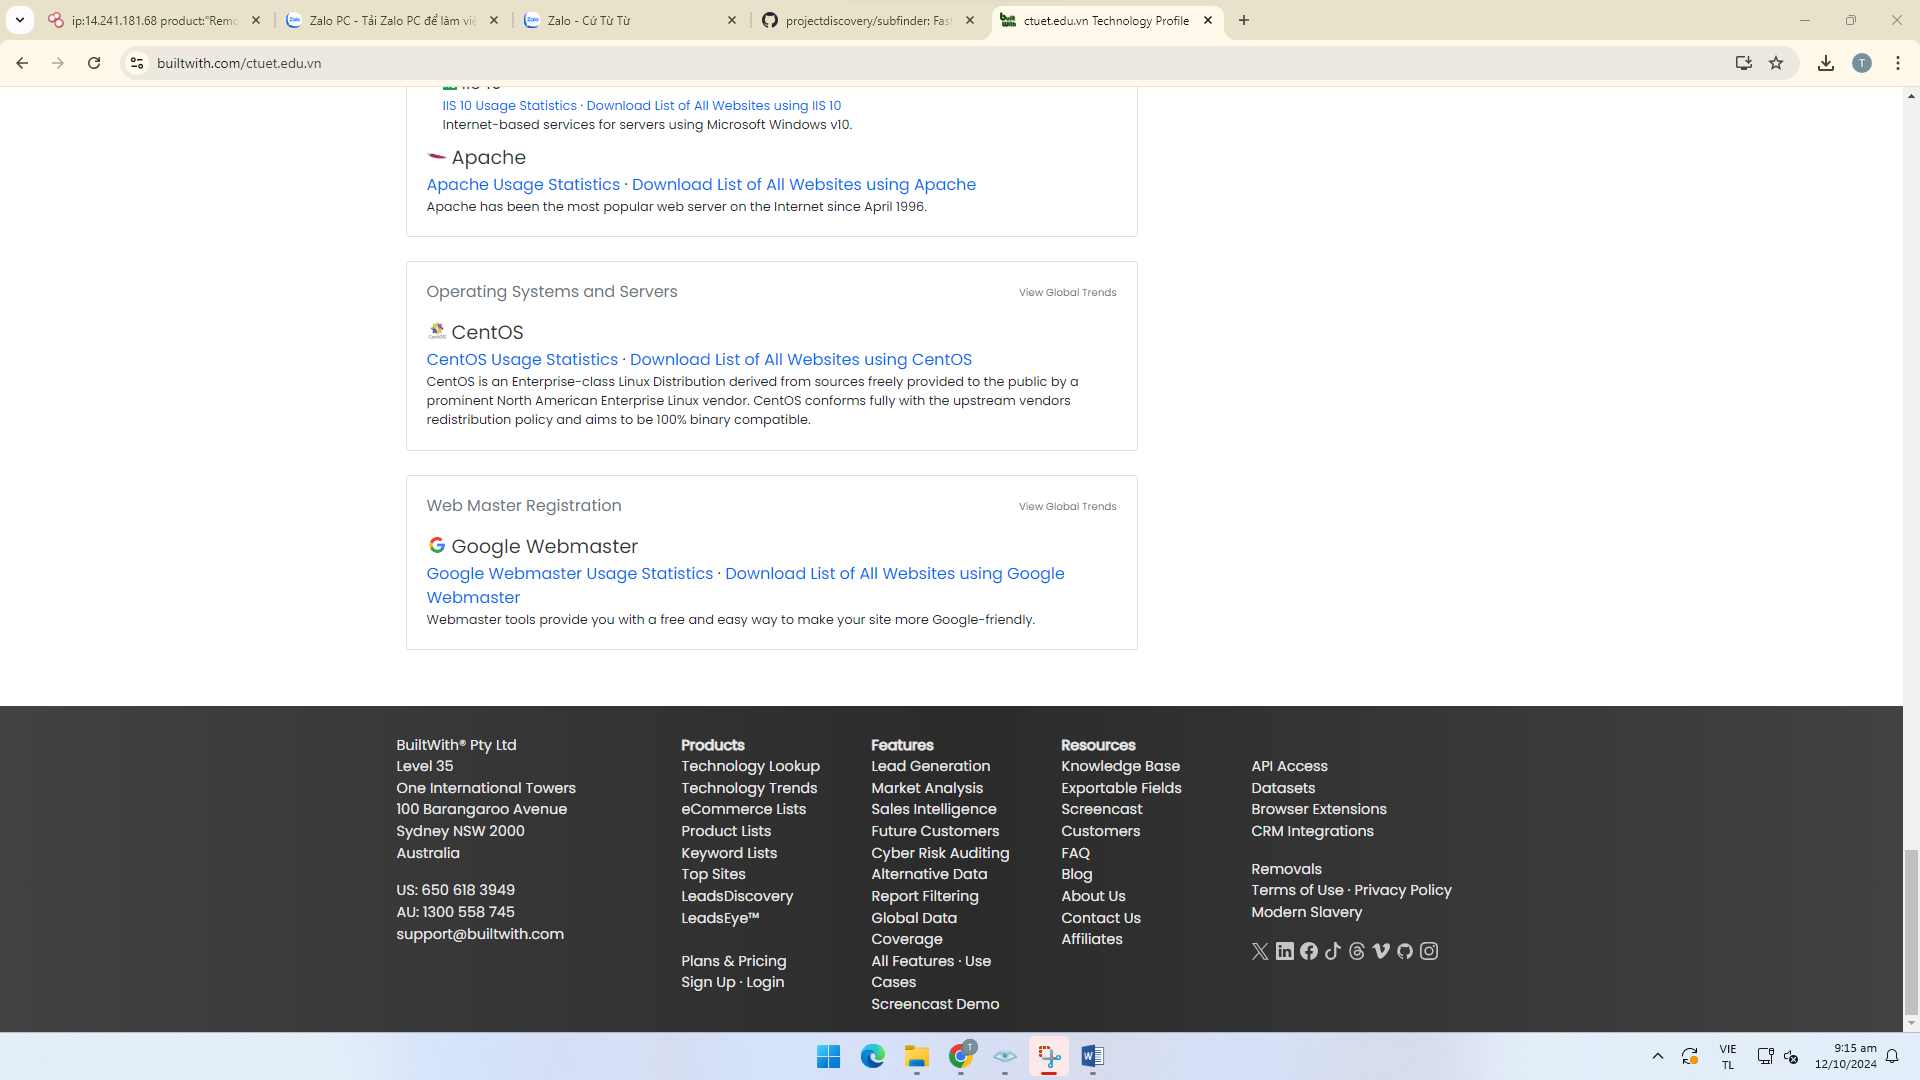 ip:14.241.181.68 product:"Remo
Zalo PC - Tải Zalo PC để làm việ
Zalo - Cứ Từ Từ
projectdiscovery/subfinder: Fast
ctuet.edu.vn Technology Profile
builtwith.com/ctuet.edu.vn
T
IIS 10 Usage Statistics · Download List of All Websites using IIS 10
Internet-based services for servers using Microsoft Windows v10.
Apache
Apache Usage Statistics · Download List of All Websites using Apache
Apache has been the most popular web server on the Internet since April 1996.
Operating Systems and Servers
View Global Trends
CentOS
CentOS Usage Statistics · Download List of All Websites using CentOS
CentOS is an Enterprise-class Linux Distribution derived from sources freely provided to the public by a
prominent North American Enterprise Linux vendor. CentOS conforms fully with the upstream vendors
redistribution policy and aims to be 100% binary compatible.
Web Master Registration
View Global Trends
Google Webmaster
Google Webmaster Usage Statistics · Download List of All Websites using Google
Webmaster
Webmaster tools provide you with a free and easy way to make your site more Google-friendly.
BuiltWith® Pty Ltd
Level 35
One International Towers
100 Barangaroo Avenue
Sydney NSW 2000
Australia
US: 650 618 3949
AU: 1300 558 745
support@builtwith.com
Products
Technology Lookup
Technology Trends
eCommerce Lists
Product Lists
Keyword Lists
Top Sites
LeadsDiscovery
LeadsEye™
Plans & Pricing
Sign Up · Login
Features
Lead Generation
Market Analysis
Sales Intelligence
Future Customers
Cyber Risk Auditing
Alternative Data
Report Filtering
Global Data
Coverage
All Features · Use
Cases
Screencast Demo
Resources
Knowledge Base
Exportable Fields
Screencast
Customers
FAQ
Blog
About Us
Contact Us
Affiliates
API Access
Datasets
Browser Extensions
CRM Integrations
Removals
Terms of Use · Privacy Policy
Modern Slavery
VIE
TL
9:15 am
12/10/2024